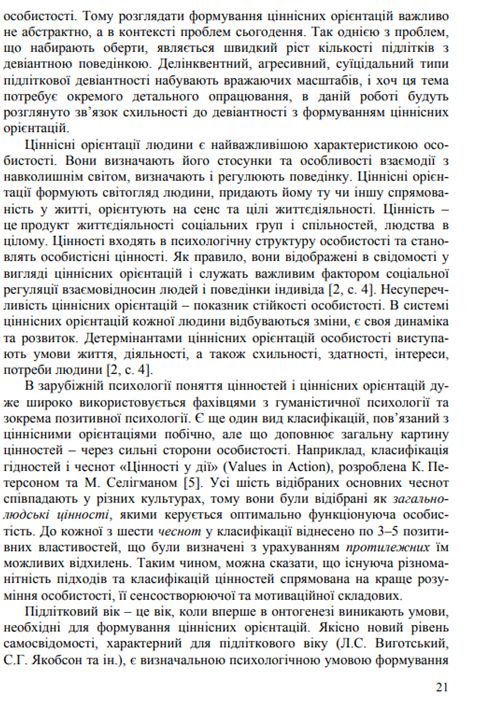 особистості. Тому розглядати формування ціннісних орієнтацій важливо
не абстрактно, а в контексті проблем сьогодення. Так однією з проблем,
що набирають оберти, являється швидкий ріст кількості підлітків з
девіантною поведінкою. Делінквентний, агресивний, суїцідальний типи
підліткової девіантності набувають вражаючих масштабів, і хоч ця тема
потребує окремого детального опрацювання, в даній роботі будуть
розглянуто зв’язок схильності до девіантності з формуванням ціннісних
орієнтацій.
Ціннісні орієнтації людини є найважливішою характеристикою осо-
бистості. Вони визначають його стосунки та особливості взаємодії з
навколишнім світом, визначають і регулюють поведінку. Ціннісні орієн-
тації формують світогляд людини, придають йому ту чи іншу спрямова-
ність у житті, орієнтують на сенс та цілі життєдіяльності. Цінність –
це продукт життєдіяльності соціальних груп і спільностей, людства в
цілому. Цінності входять в психологічну структуру особистості та стано-
влять особистісні цінності. Як правило, вони відображені в свідомості у
вигляді ціннісних орієнтацій і служать важливим фактором соціальної
регуляції взаємовідносин людей і поведінки індивіда [2, с. 4]. Несупереч-
ливість ціннісних орієнтацій – показник стійкості особистості. В системі
ціннісних орієнтацій кожної людини відбуваються зміни, є своя динаміка
та розвиток. Детермінантами ціннісних орієнтацій особистості виступа-
ють умови життя, діяльності, а також схильності, здатності, інтереси,
потреби людини [2, с. 4].
В зарубіжній психології поняття цінностей і ціннісних орієнтацій ду-
же широко використовується фахівцями з гуманістичної психології та
зокрема позитивної психології. Є ще один вид класифікацій, пов’язаний з
ціннісними орієнтаціями побічно, але що доповнює загальну картину
цінностей – через сильні сторони особистості. Наприклад, класифікація
гідностей і чеснот «Цінності у дії» (Values in Action), розроблена К. Пе-
терсоном та М. Селігманом [5]. Усі шість відібраних основних чеснот
співпадають у різних культурах, тому вони були відібрані як загально-
людські цінності, якими керується оптимально функціонуюча особис-
тість. До кожної з шести чеснот у класифікації віднесено по 3–5 позити-
вних властивостей, що були визначені з урахуванням протилежних їм
можливих відхилень. Таким чином, можна сказати, що існуюча різнома-
нітність підходів та класифікацій цінностей спрямована на краще розу-
міння особистості, її сенсостворюючої та мотиваційної складових.
Підлітковий вік – це вік, коли вперше в онтогенезі виникають умови,
необхідні для формування ціннісних орієнтацій. Якісно новий рівень
самосвідомості, характерний для підліткового віку (Л.С. Виготський,
С.Г. Якобсон та ін.), є визначальною психологічною умовою формування
21